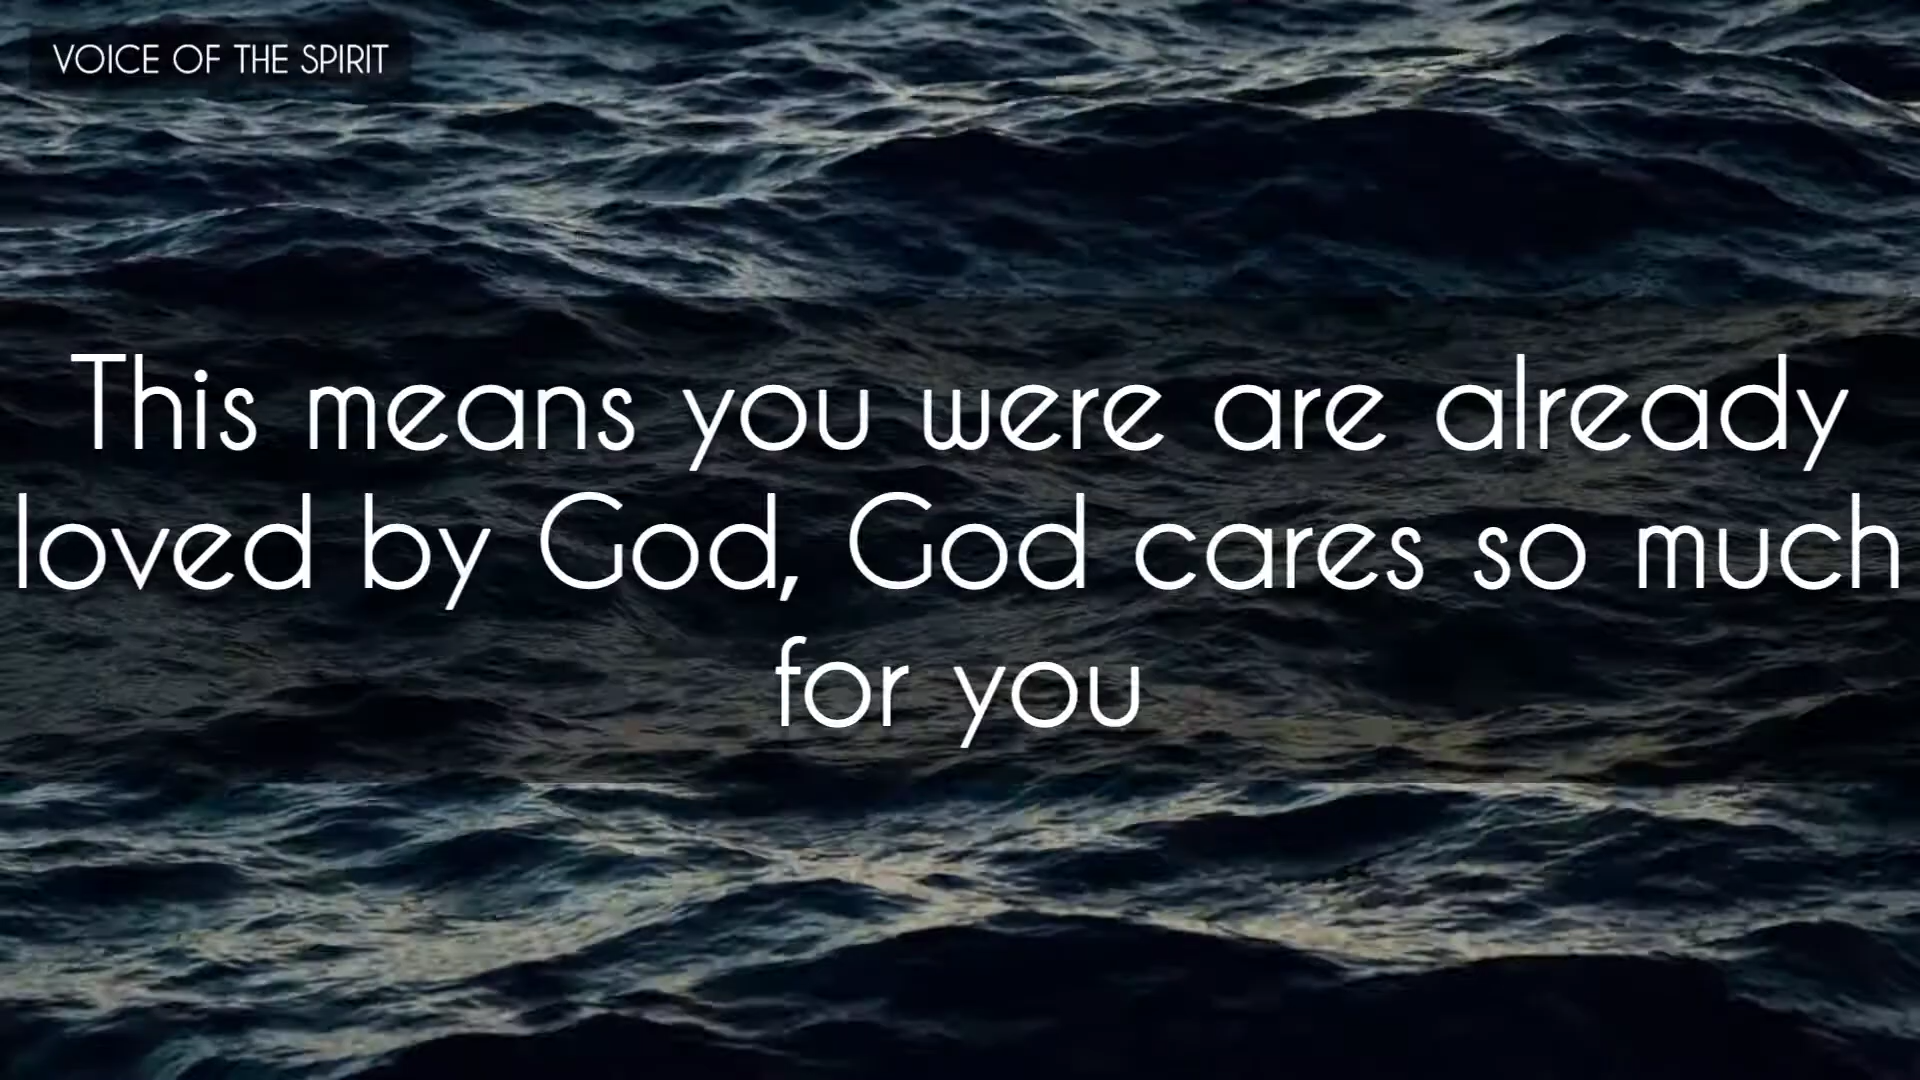 VOICE OF THE SPIRIT
This means you were are already
loved by God, God cares so much
for you